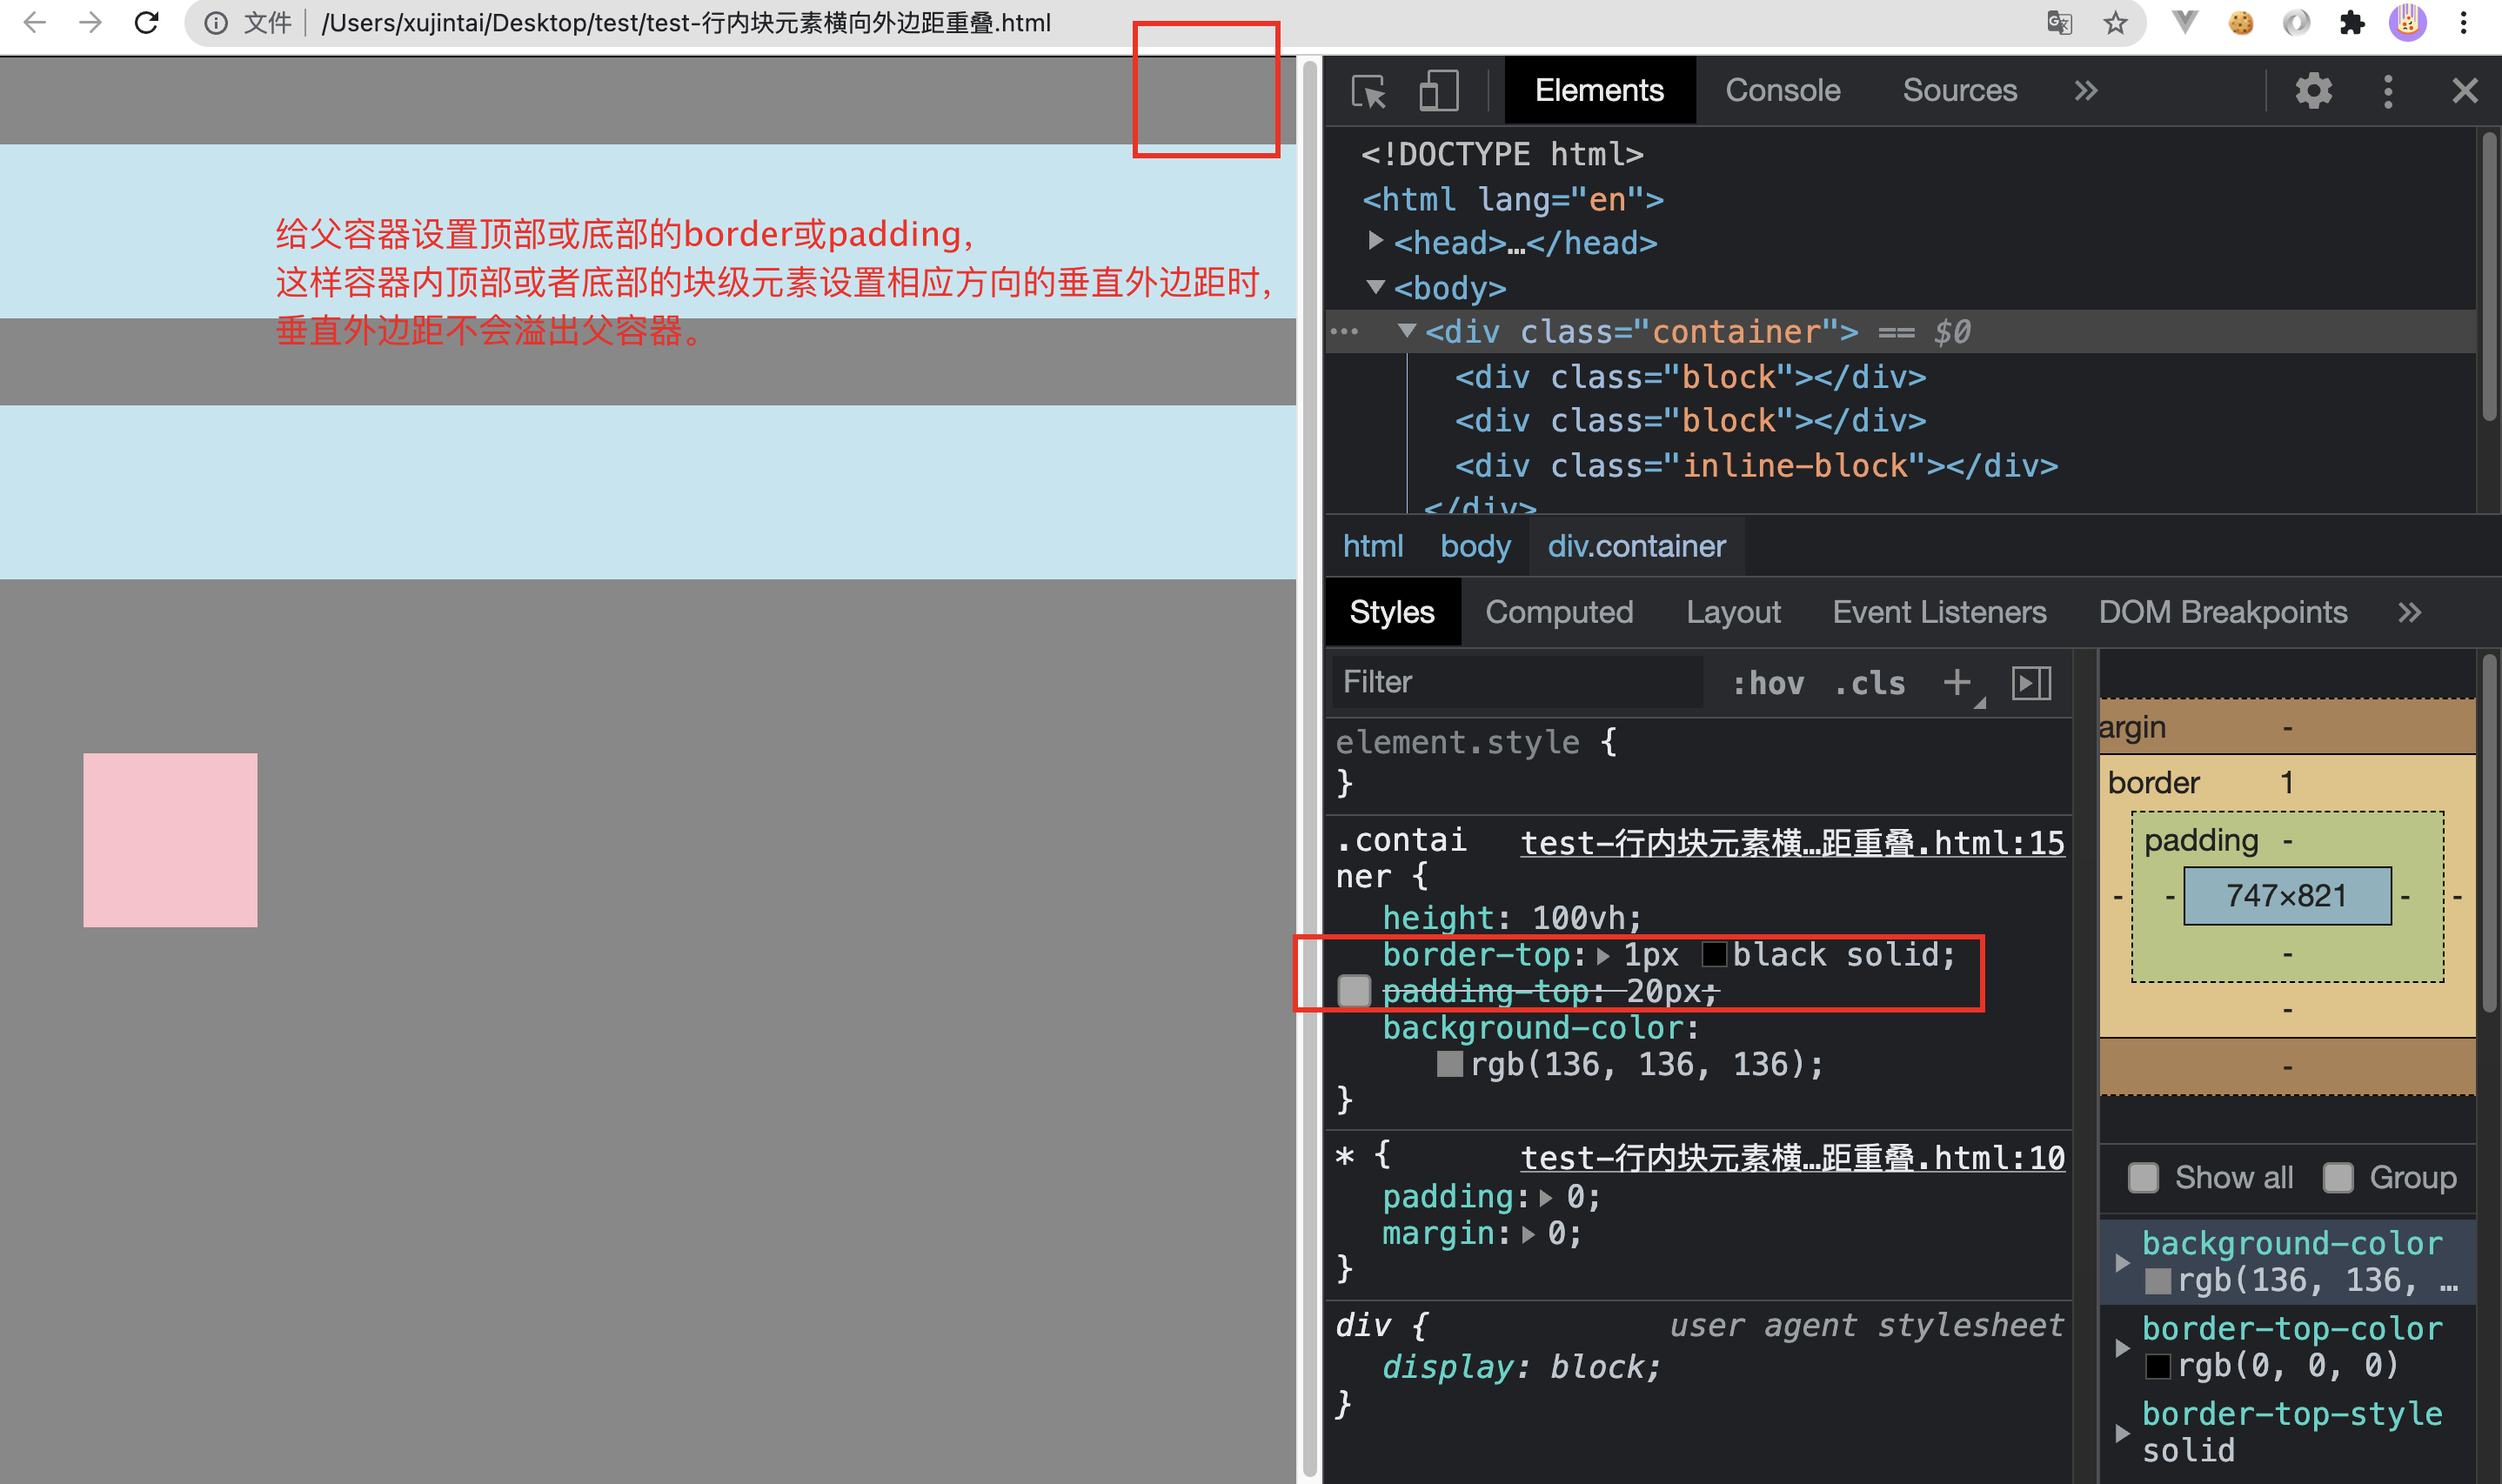 文件 /Users/xujintai/Desktop/test/test-行内块元素横向外边距重叠.html
给父容器设置顶部或底部的border或padding，
这样容器内顶部或者底部的块级元素设置相应方向的垂直外边距时，
垂直外边距不会溢出父容器。
Elements Console Sources »
<!DOCTYPE html>
<html lang="en">
<head>…</head>
<body>
<div class="container"> == $0
<div class="block"></div>
<div class="block"></div>
<div class="inline-block"></div>
</div>
html body div.container
Styles Computed Layout Event Listeners DOM Breakpoints »
Filter :hov .cls +
element.style {
}
.contai test-行内块元素横…距重叠.html:15
ner {
height: 100vh;
border-top: 1px black solid;
padding-top: 20px;
background-color:
rgb(136, 136, 136);
}
* { test-行内块元素横…距重叠.html:10
padding: 0;
margin: 0;
}
div { user agent stylesheet
display: block;
}
argin -
border 1
padding -
- - 747×821 - -
-
-
-
Show all Group
background-color
rgb(136, 136, …
border-top-color
rgb(0, 0, 0)
border-top-style
solid